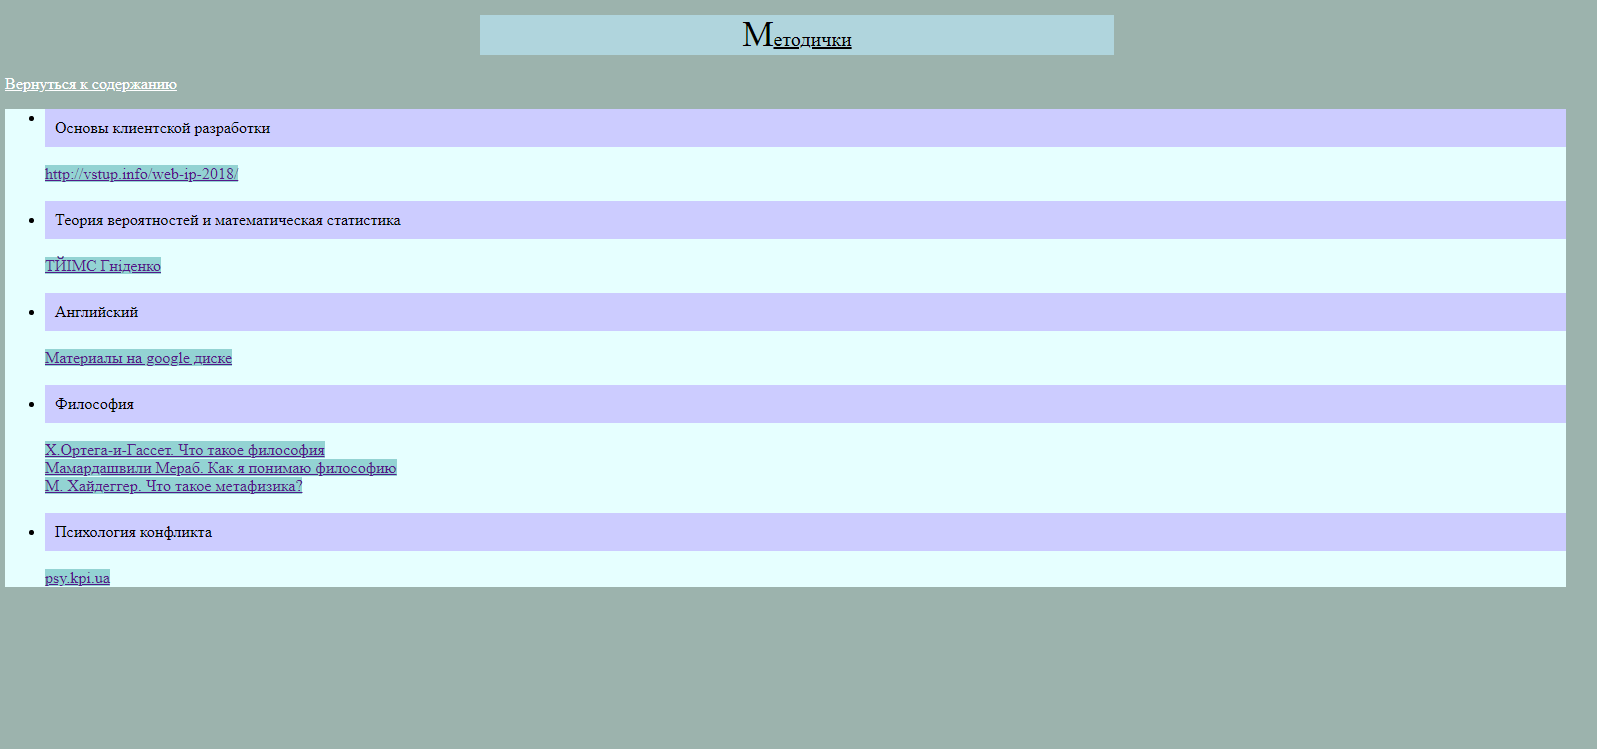 Методички
Вернуться к содержанию
Основы клиентской разработки
http://vstup.info/web-ip-2018/
Теория вероятностей и математическая статистика
ТЙІМС Гніденко
Английский
Материалы на google диске
Философия
Х.Ортега-и-Гассет. Что такое философия
Мамардашвили Мераб. Как я понимаю философию
М. Хайдеггер. Что такое метафизика?
Психология конфликта
psy.kpi.ua